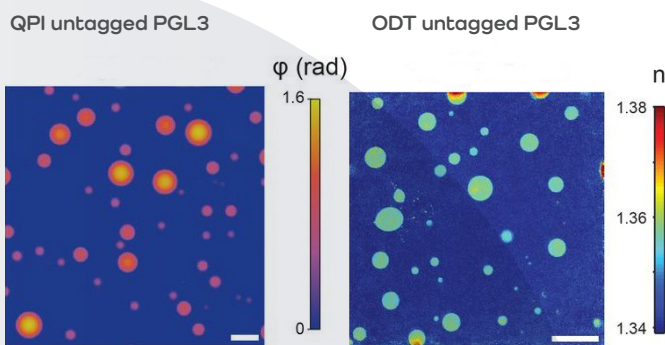 QPI untagged PGL3
φ (rad)
1.6
0
ODT untagged PGL3
n
1.38
1.36
1.34